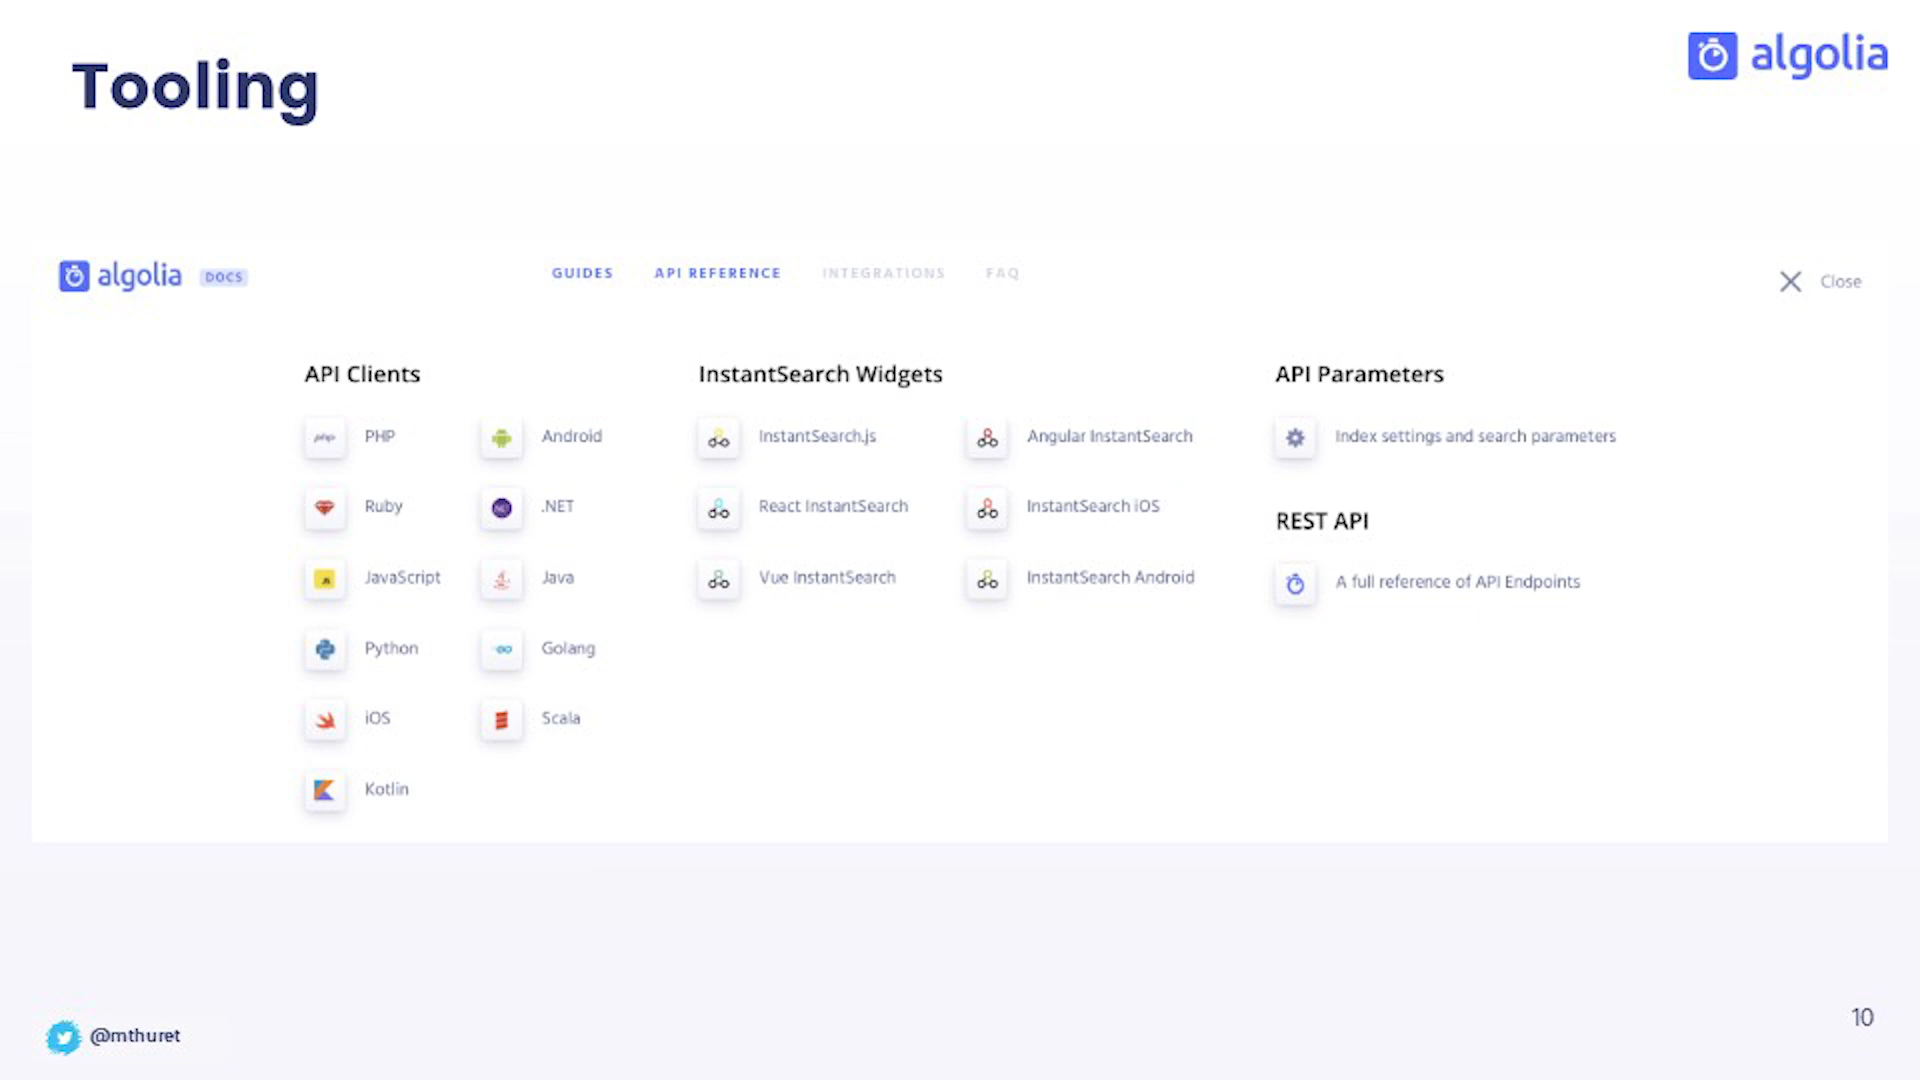 Tooling
algolia
algolia DOCS
GUIDES API REFERENCE INTEGRATIONS FAQ
Close
API Clients
PHP
Android
Ruby
.NET
JavaScript
Java
Python
Golang
iOS
Scala
Kotlin
InstantSearch Widgets
InstantSearch.js
Angular InstantSearch
React InstantSearch
InstantSearch iOS
Vue InstantSearch
InstantSearch Android
API Parameters
Index settings and search parameters
REST API
A full reference of API Endpoints
@mthuret
10